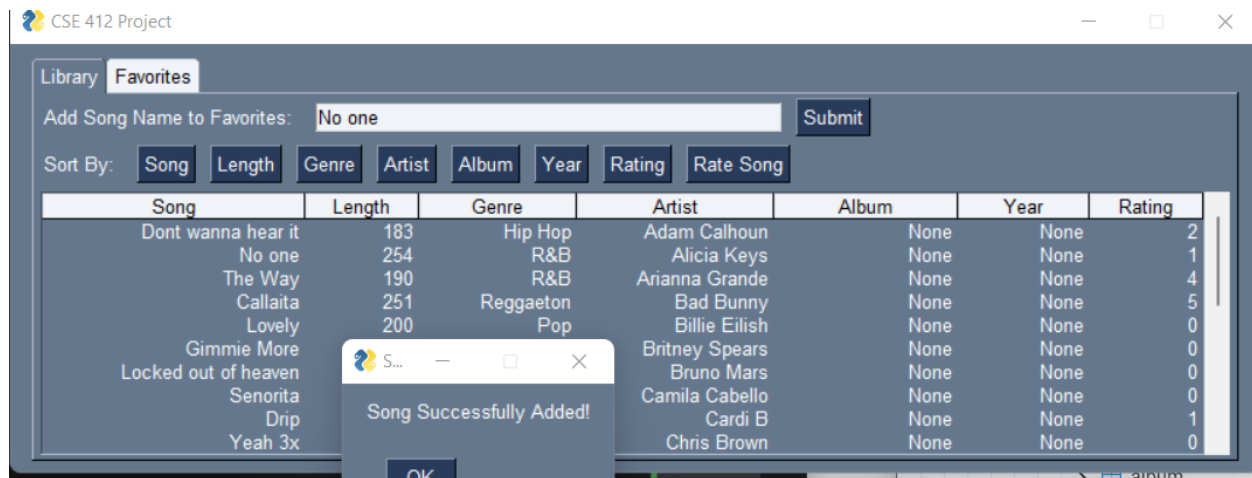 CSE 412 Project
Library Favorites
Add Song Name to Favorites: No one Submit
Sort By: Song Length Genre Artist Album Year Rating Rate Song
Song Length Genre Artist Album Year Rating
Dont wanna hear it 183 Hip Hop Adam Calhoun None None 2
No one 254 R&B Alicia Keys None None 1
The Way 190 R&B Arianna Grande None None 4
Callaita 251 Reggaeton Bad Bunny None None 5
Lovely 200 Pop Billie Eilish None None 0
Gimmie More Britney Spears None None 0
Locked out of heaven Bruno Mars None None 0
Senorita Camila Cabello None None 0
Drip Cardi B None None 1
Yeah 3x Chris Brown None None 0
S...
Song Successfully Added!
OK
album